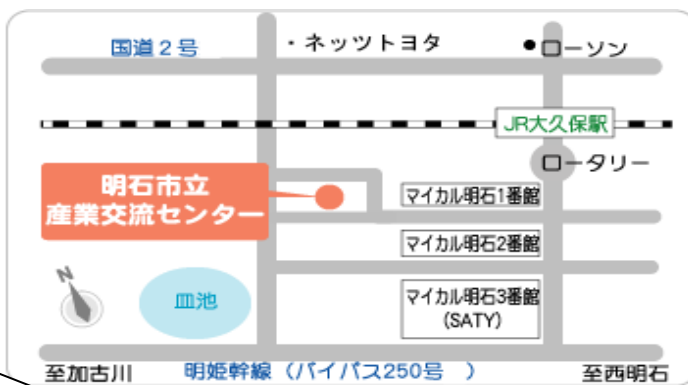 国道2号
・ネッツトヨタ
●ローソン
JR大久保駅
ロータリー
明石市立
産業交流センター
マイカル明石1番館
マイカル明石2番館
マイカル明石3番館
(SATY)
N
皿池
至加古川
明姫幹線（バイパス250号　）
至西明石